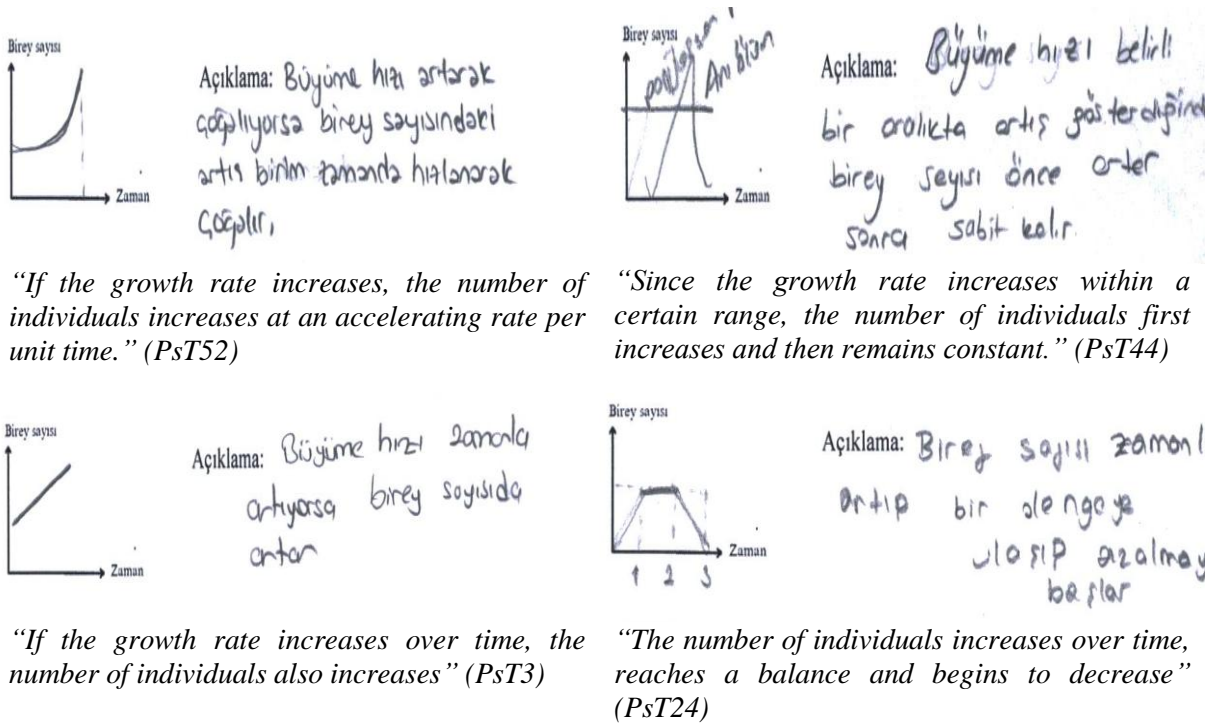 Birey sayısı
Açıklama: Büyüme hızı artarak
çoğalıyorsa birey sayısındaki
artış birim zamanda hızlanarak
Zaman
çoğalır,
"If the growth rate increases, the number of
individuals increases at an accelerating rate per
unit time." (PsT52)
Birey sayısı
Ani ölüm
Açıklama: Büyüme hızı belirli
bir aralıkta artış gösterdiğind
birey sayısı önce artar
Zaman
sonra sabit kalır.
"Since the growth rate increases within a
certain range, the number of individuals first
increases and then remains constant." (PsT44)
Birey sayısı
Açıklama: Büyüme hızı zamanla
artıyorsa birey sayısıda
artar
Zaman
"If the growth rate increases over time, the
number of individuals also increases" (PsT3)
Birey sayısı
Açıklama: Birey sayısı zamanl
artıp bir dengeye
ulaşıp azalmay
başlar
Zaman
1 2 3
"The number of individuals increases over time,
reaches a balance and begins to decrease"
(PsT24)